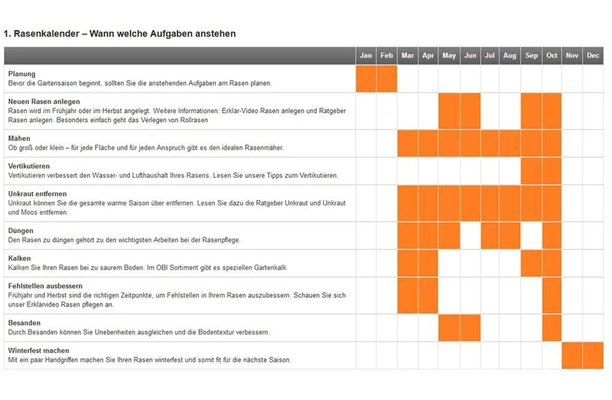 1. Rasenkalender – Wann welche Aufgaben anstehen
Jan Feb Mar Apr May Jun Jul Aug Sep Oct Nov Dec
Planung
Bevor die Gartensaison beginnt, sollten Sie die anstehenden Aufgaben am Rasen planen.
Neuen Rasen anlegen
Rasen wird im Frühjahr oder im Herbst angelegt. Weitere Informationen: Erklär-Video Rasen anlegen und Ratgeber
Rasen anlegen. Besonders einfach geht das Verlegen von Rollrasen
Mähen
Ob groß oder klein – für jede Fläche und für jeden Anspruch gibt es den idealen Rasenmäher.
Vertikutieren
Vertikutieren verbessert den Wasser- und Lufthaushalt Ihres Rasens. Lesen Sie unsere Tipps zum Vertikutieren.
Unkraut entfernen
Unkraut können Sie die gesamte warme Saison über entfernen. Lesen Sie dazu die Ratgeber Unkraut und Unkraut
und Moos entfernen.
Düngen
Den Rasen zu düngen gehört zu den wichtigsten Arbeiten bei der Rasenpflege.
Kalken
Kalken Sie Ihren Rasen bei zu saurem Boden. Im OBI Sortiment gibt es speziellen Gartenkalk
Fehlstellen ausbessern
Frühjahr und Herbst sind die richtigen Zeitpunkte, um Fehlstellen in Ihrem Rasen auszubessern. Schauen Sie sich
unser Erklärvideo Rasen pflegen an.
Besanden
Durch Besanden können Sie Unebenheiten ausgleichen und die Bodentextur verbessern.
Winterfest machen
Mit ein paar Handgriffen machen Sie Ihren Rasen winterfest und somit fit für die nächste Saison.